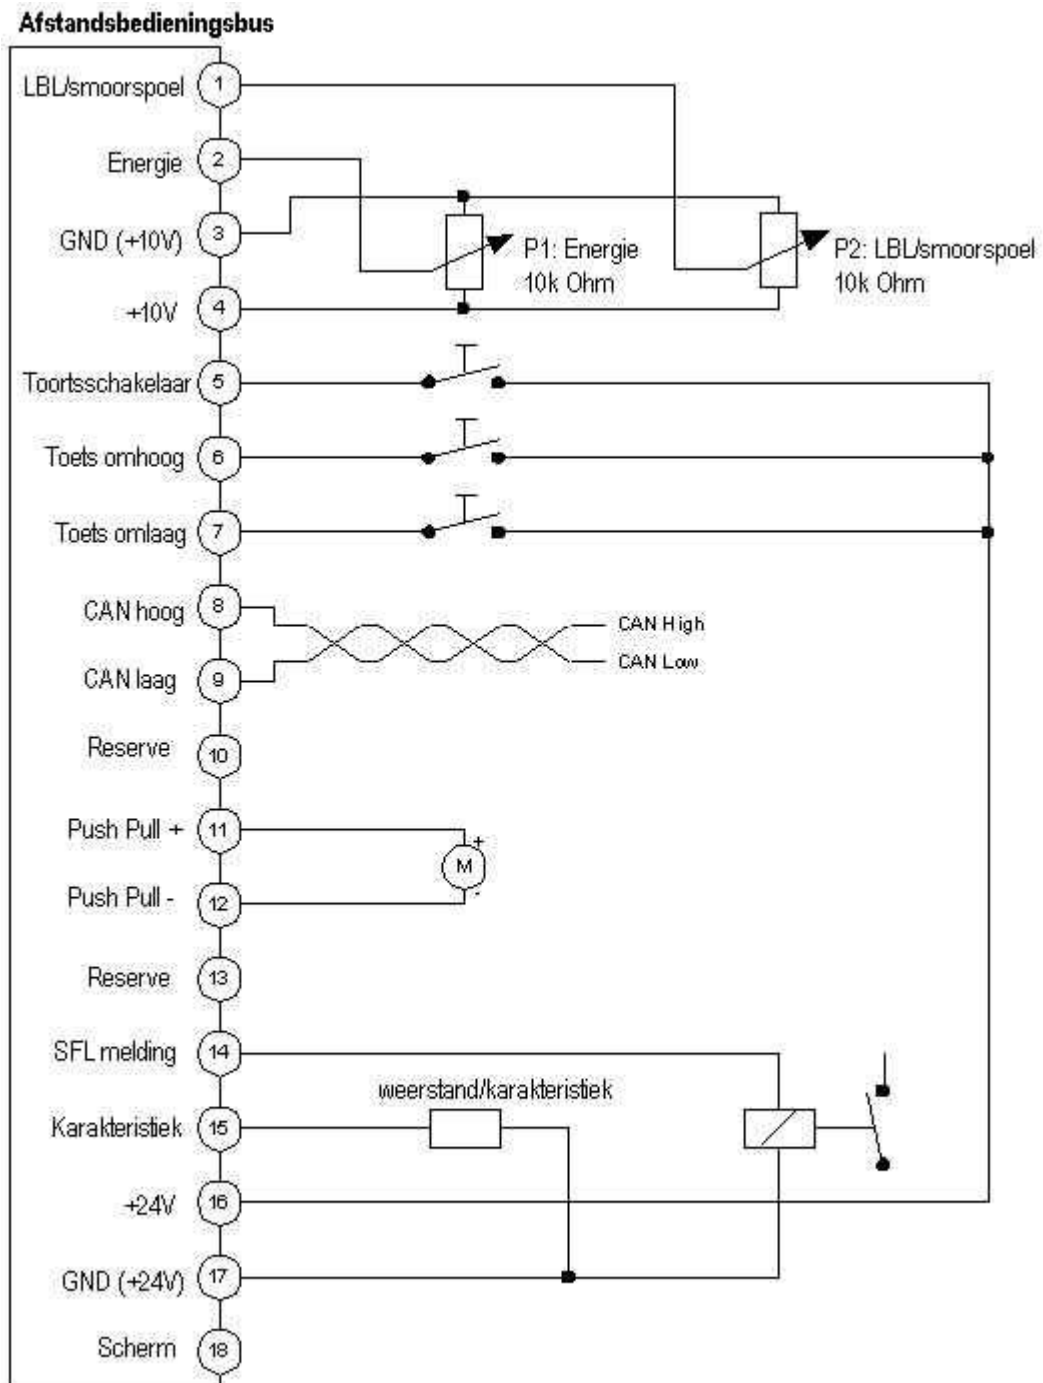 Afstandsbedieningsbus
LBL/smoorspoel 1
Energie 2
GND (+10V) 3
P1: Energie
10k Ohm
P2: LBL/smoorspoel
10k Ohm
+10V 4
Toortsschakelaar 5
Toets omhoog 6
Toets omlaag 7
CAN hoog 8
CAN High
CAN Low
CAN laag 9
Reserve 10
Push Pull + 11
+
M
-
Push Pull - 12
Reserve 13
SFL melding 14
weerstand/karakteristiek
Karakteristiek 15
+24V 16
GND (+24V) 17
Scherm 18